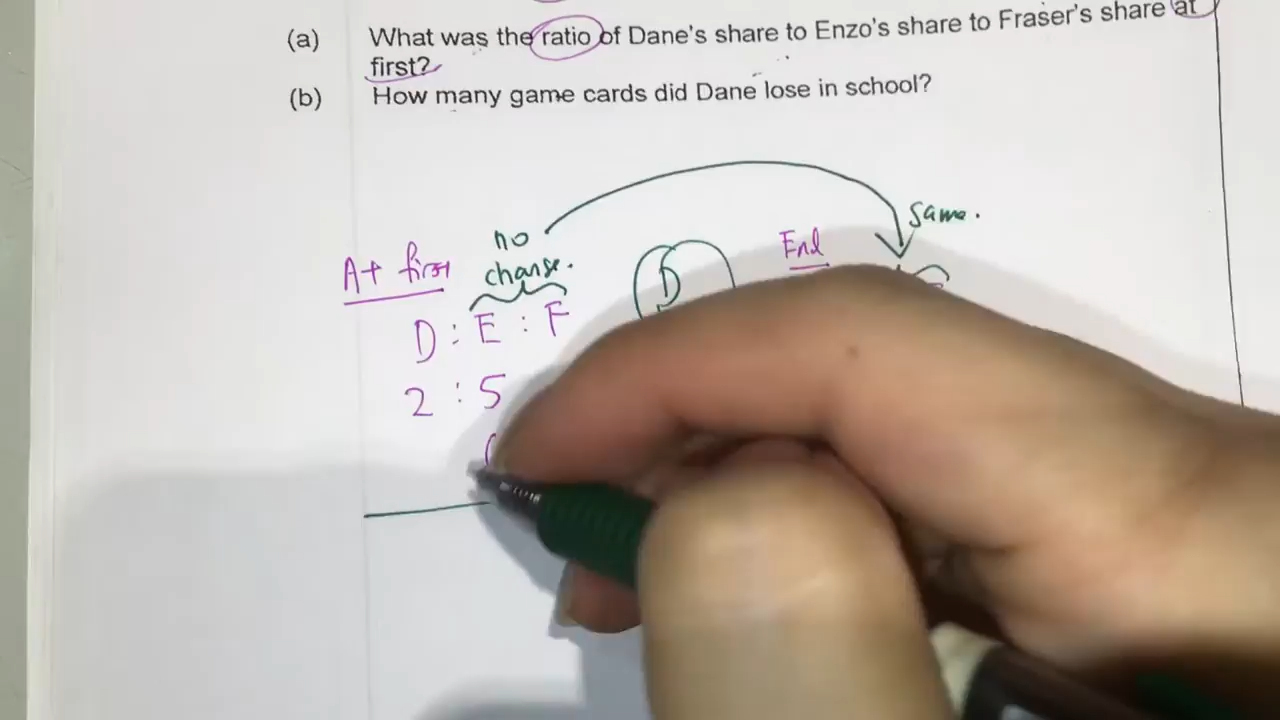 (a) What was the ratio of Dane's share to Enzo's share to Fraser's share at
first?
(b) How many game cards did Dane lose in school?
same.
no
change.
At first
D
End
D : E : F
2 : 5